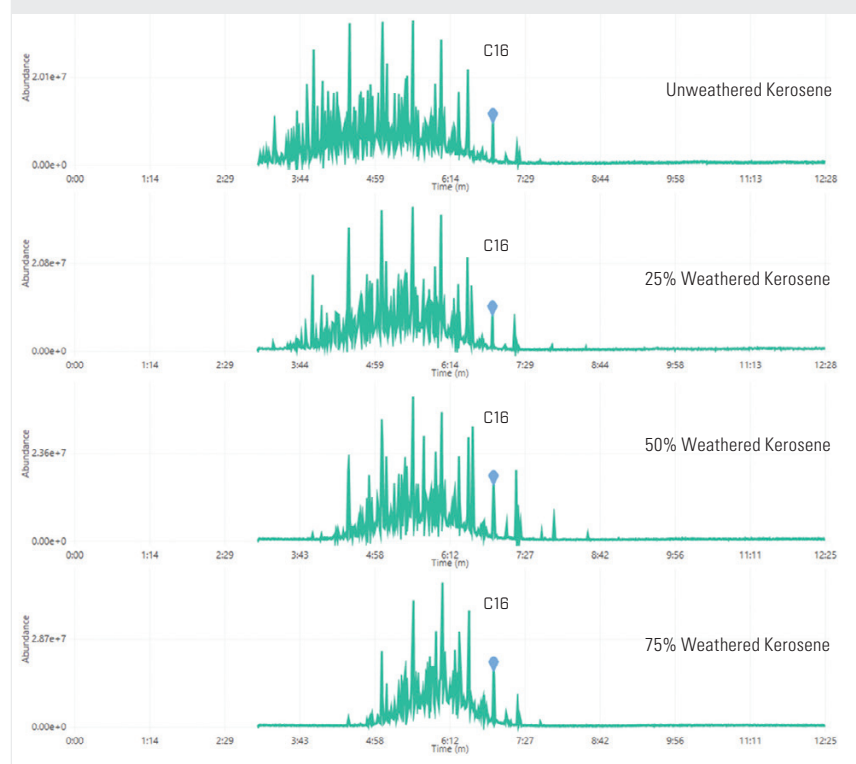 C16
Unweathered Kerosene
Abundance
2.01e+7
0.00e+0
0:00 1:14 2:29 3:44 4:59 6:14 7:29 8:44 9:58 11:13 12:28
Time (m)
C16
25% Weathered Kerosene
Abundance
2.08e+7
0.00e+0
0:00 1:14 2:29 3:44 4:59 6:14 7:29 8:44 9:58 11:13 12:28
Time (m)
C16
50% Weathered Kerosene
Abundance
2.36e+7
0.00e+0
0:00 1:14 2:29 3:43 4:58 6:12 7:27 8:42 9:56 11:11 12:25
Time (m)
C16
75% Weathered Kerosene
Abundance
2.87e+7
0.00e+0
0:00 1:14 2:29 3:43 4:58 6:12 7:27 8:42 9:56 11:11 12:25
Time (m)